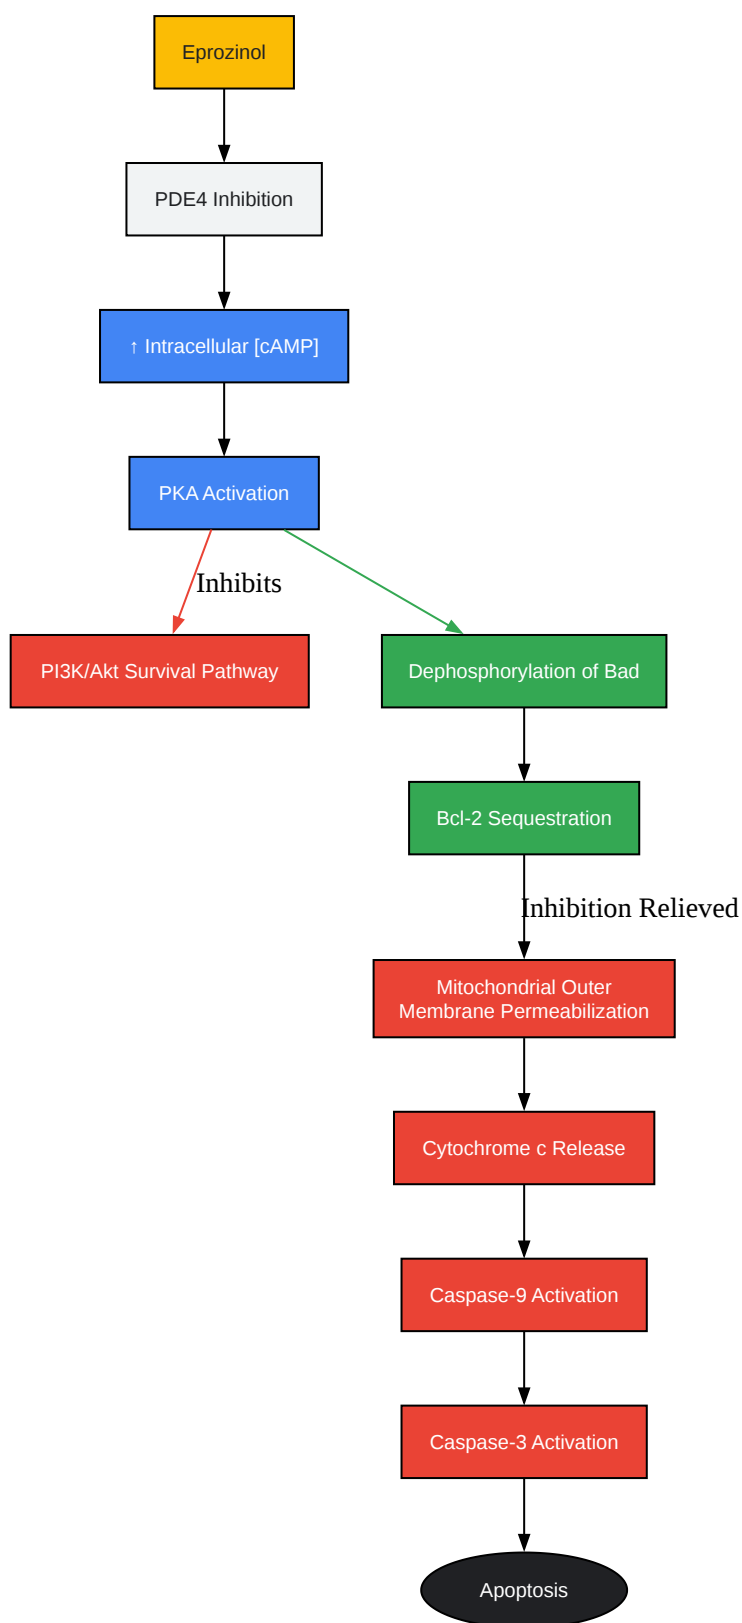 Eprozinol
PDE4 Inhibition
↑ Intracellular [cAMP]
PKA Activation
Inhibits
PI3K/Akt Survival Pathway
Dephosphorylation of Bad
Bcl-2 Sequestration
Inhibition Relieved
Mitochondrial Outer
Membrane Permeabilization
Cytochrome c Release
Caspase-9 Activation
Caspase-3 Activation
Apoptosis